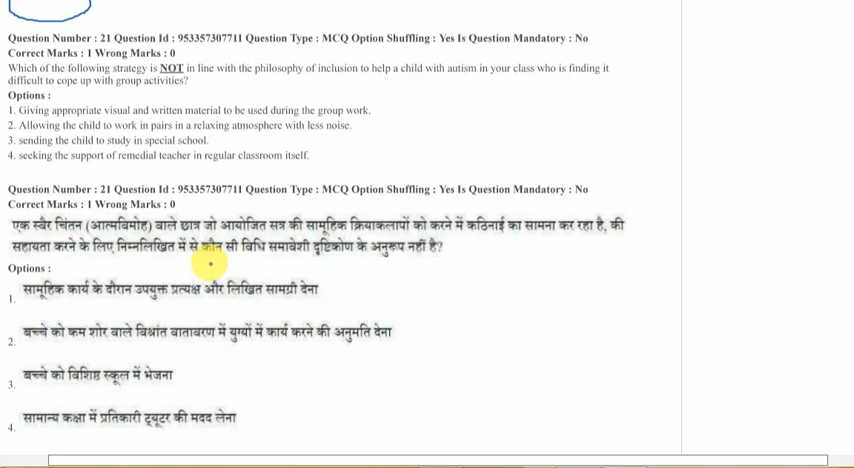 Question Number : 21 Question Id : 953357307711 Question Type : MCQ Option Shuffling : Yes Is Question Mandatory : No
Correct Marks : 1 Wrong Marks : 0
Which of the following strategy is NOT in line with the philosophy of inclusion to help a child with autism in your class who is finding it
difficult to cope up with group activities?
Options :
1. Giving appropriate visual and written material to be used during the group work.
2. Allowing the child to work in pairs in a relaxing atmosphere with less noise.
3. sending the child to study in special school.
4. seeking the support of remedial teacher in regular classroom itself.
Question Number : 21 Question Id : 953357307711 Question Type : MCQ Option Shuffling : Yes Is Question Mandatory : No
Correct Marks : 1 Wrong Marks : 0
एक स्वैर चिंतन (आत्मविमोह) वाले छात्र जो आयोजित सत्र की सामूहिक क्रियाकलापों को करने में कठिनाई का सामना कर रहा है, की
सहायता करने के लिए निम्नलिखित में से कौन सी विधि समावेशी दृष्टिकोण के अनुरूप नहीं है?
Options :
1. सामूहिक कार्य के दौरान उपयुक्त प्रत्यक्ष और लिखित सामग्री देना
2. बच्चे को कम शोर वाले विश्रांत वातावरण में युग्मों में कार्य करने की अनुमति देना
3. बच्चे को विशिष्ठ स्कूल में भेजना
4. सामान्य कक्षा में प्रतिकारी ट्यूटर की मदद लेना